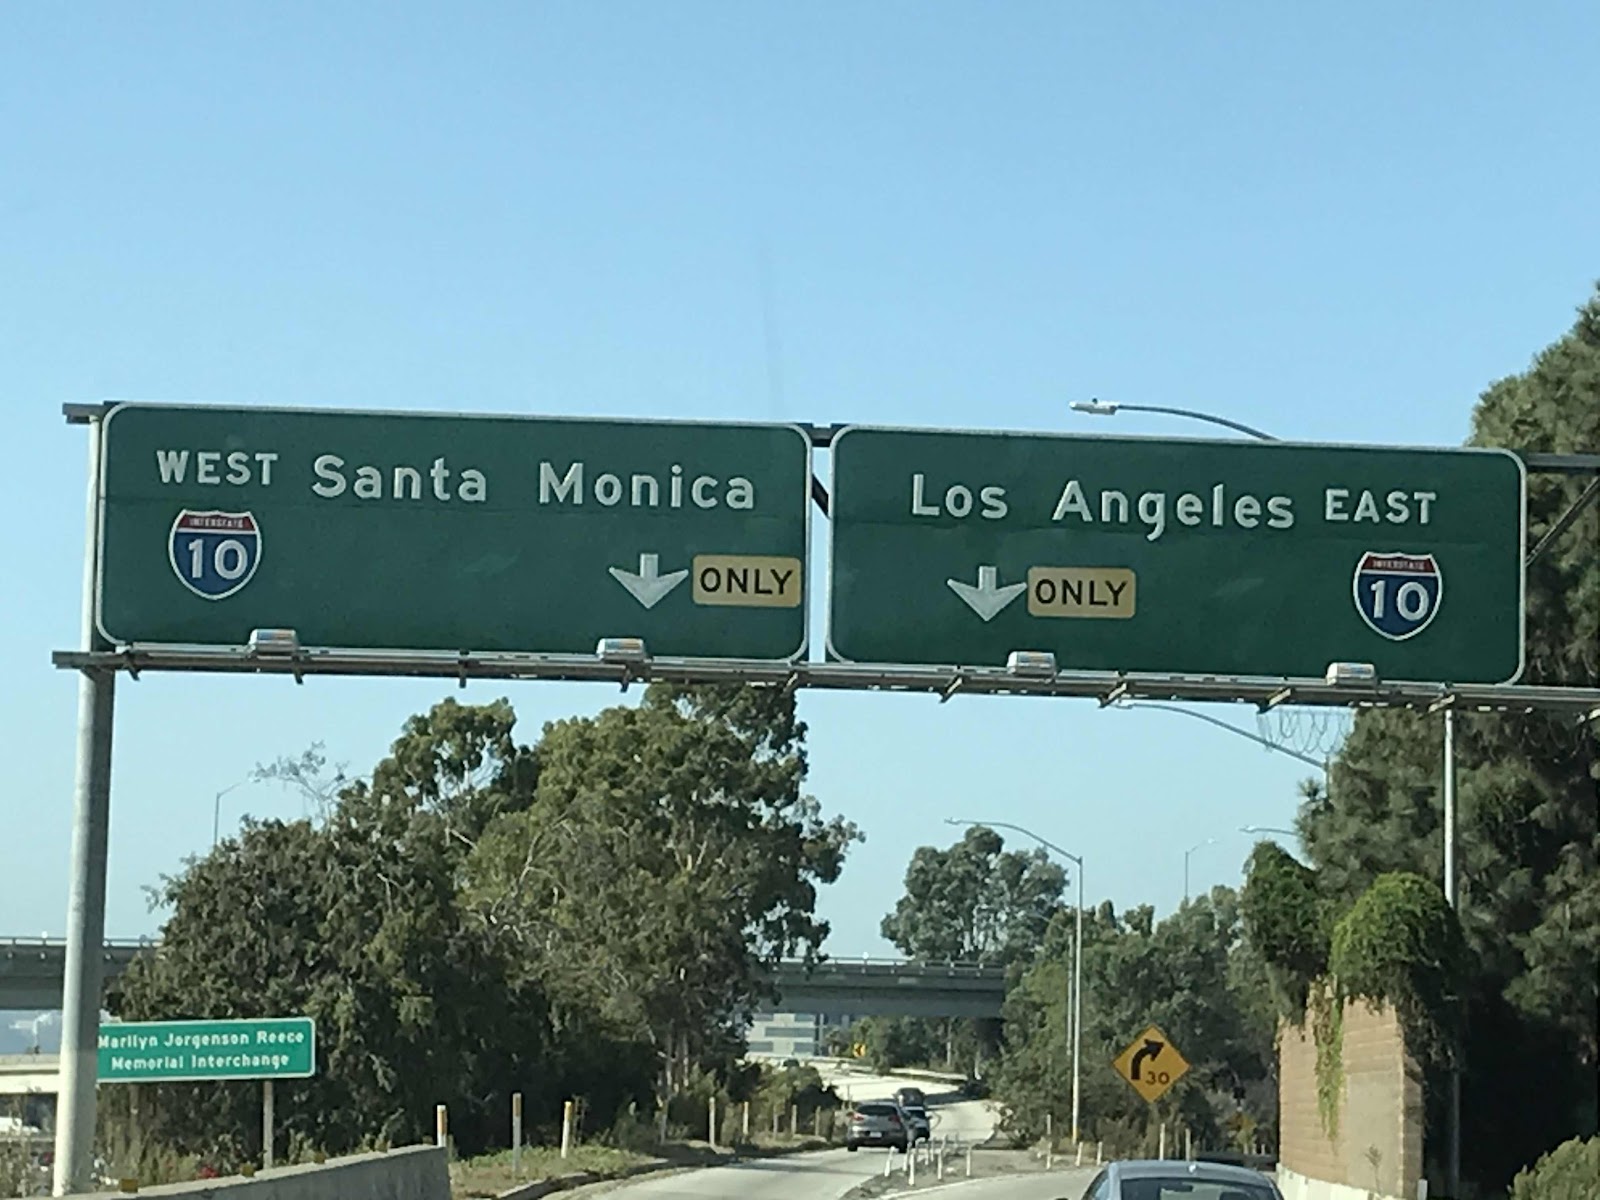 WEST Santa Monica
INTERSTATE
10
ONLY
Los Angeles EAST
ONLY
INTERSTATE
10
Marilyn Jorgenson Reece
Memorial Interchange
30